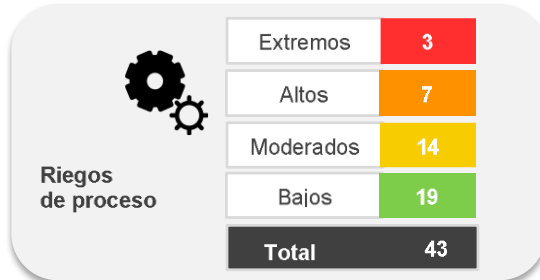 Extremos 3
Altos 7
Moderados 14
Riegos
de proceso
Bajos 19
Total 43